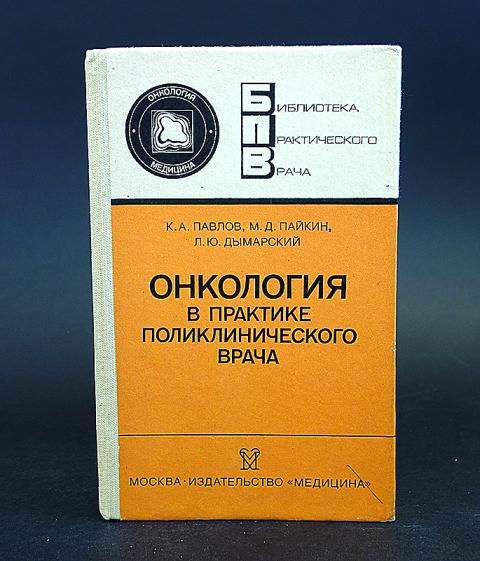 ОНКОЛОГИЯ
МЕДИЦИНА
БИБЛИОТЕКА
ПРАКТИЧЕСКОГО
ВРАЧА
К. А. ПАВЛОВ, М. Д. ПАЙКИН,
Л. Ю. ДЫМАРСКИЙ
ОНКОЛОГИЯ
В ПРАКТИКЕ
ПОЛИКЛИНИЧЕСКОГО
ВРАЧА
МОСКВА · ИЗДАТЕЛЬСТВО «МЕДИЦИНА»